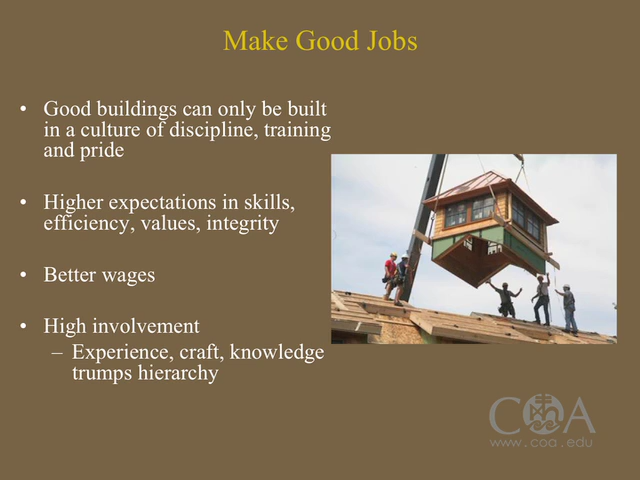 Make Good Jobs
• Good buildings can only be built
in a culture of discipline, training
and pride
• Higher expectations in skills,
efficiency, values, integrity
• Better wages
• High involvement
– Experience, craft, knowledge
trumps hierarchy
COA
www.coa.edu